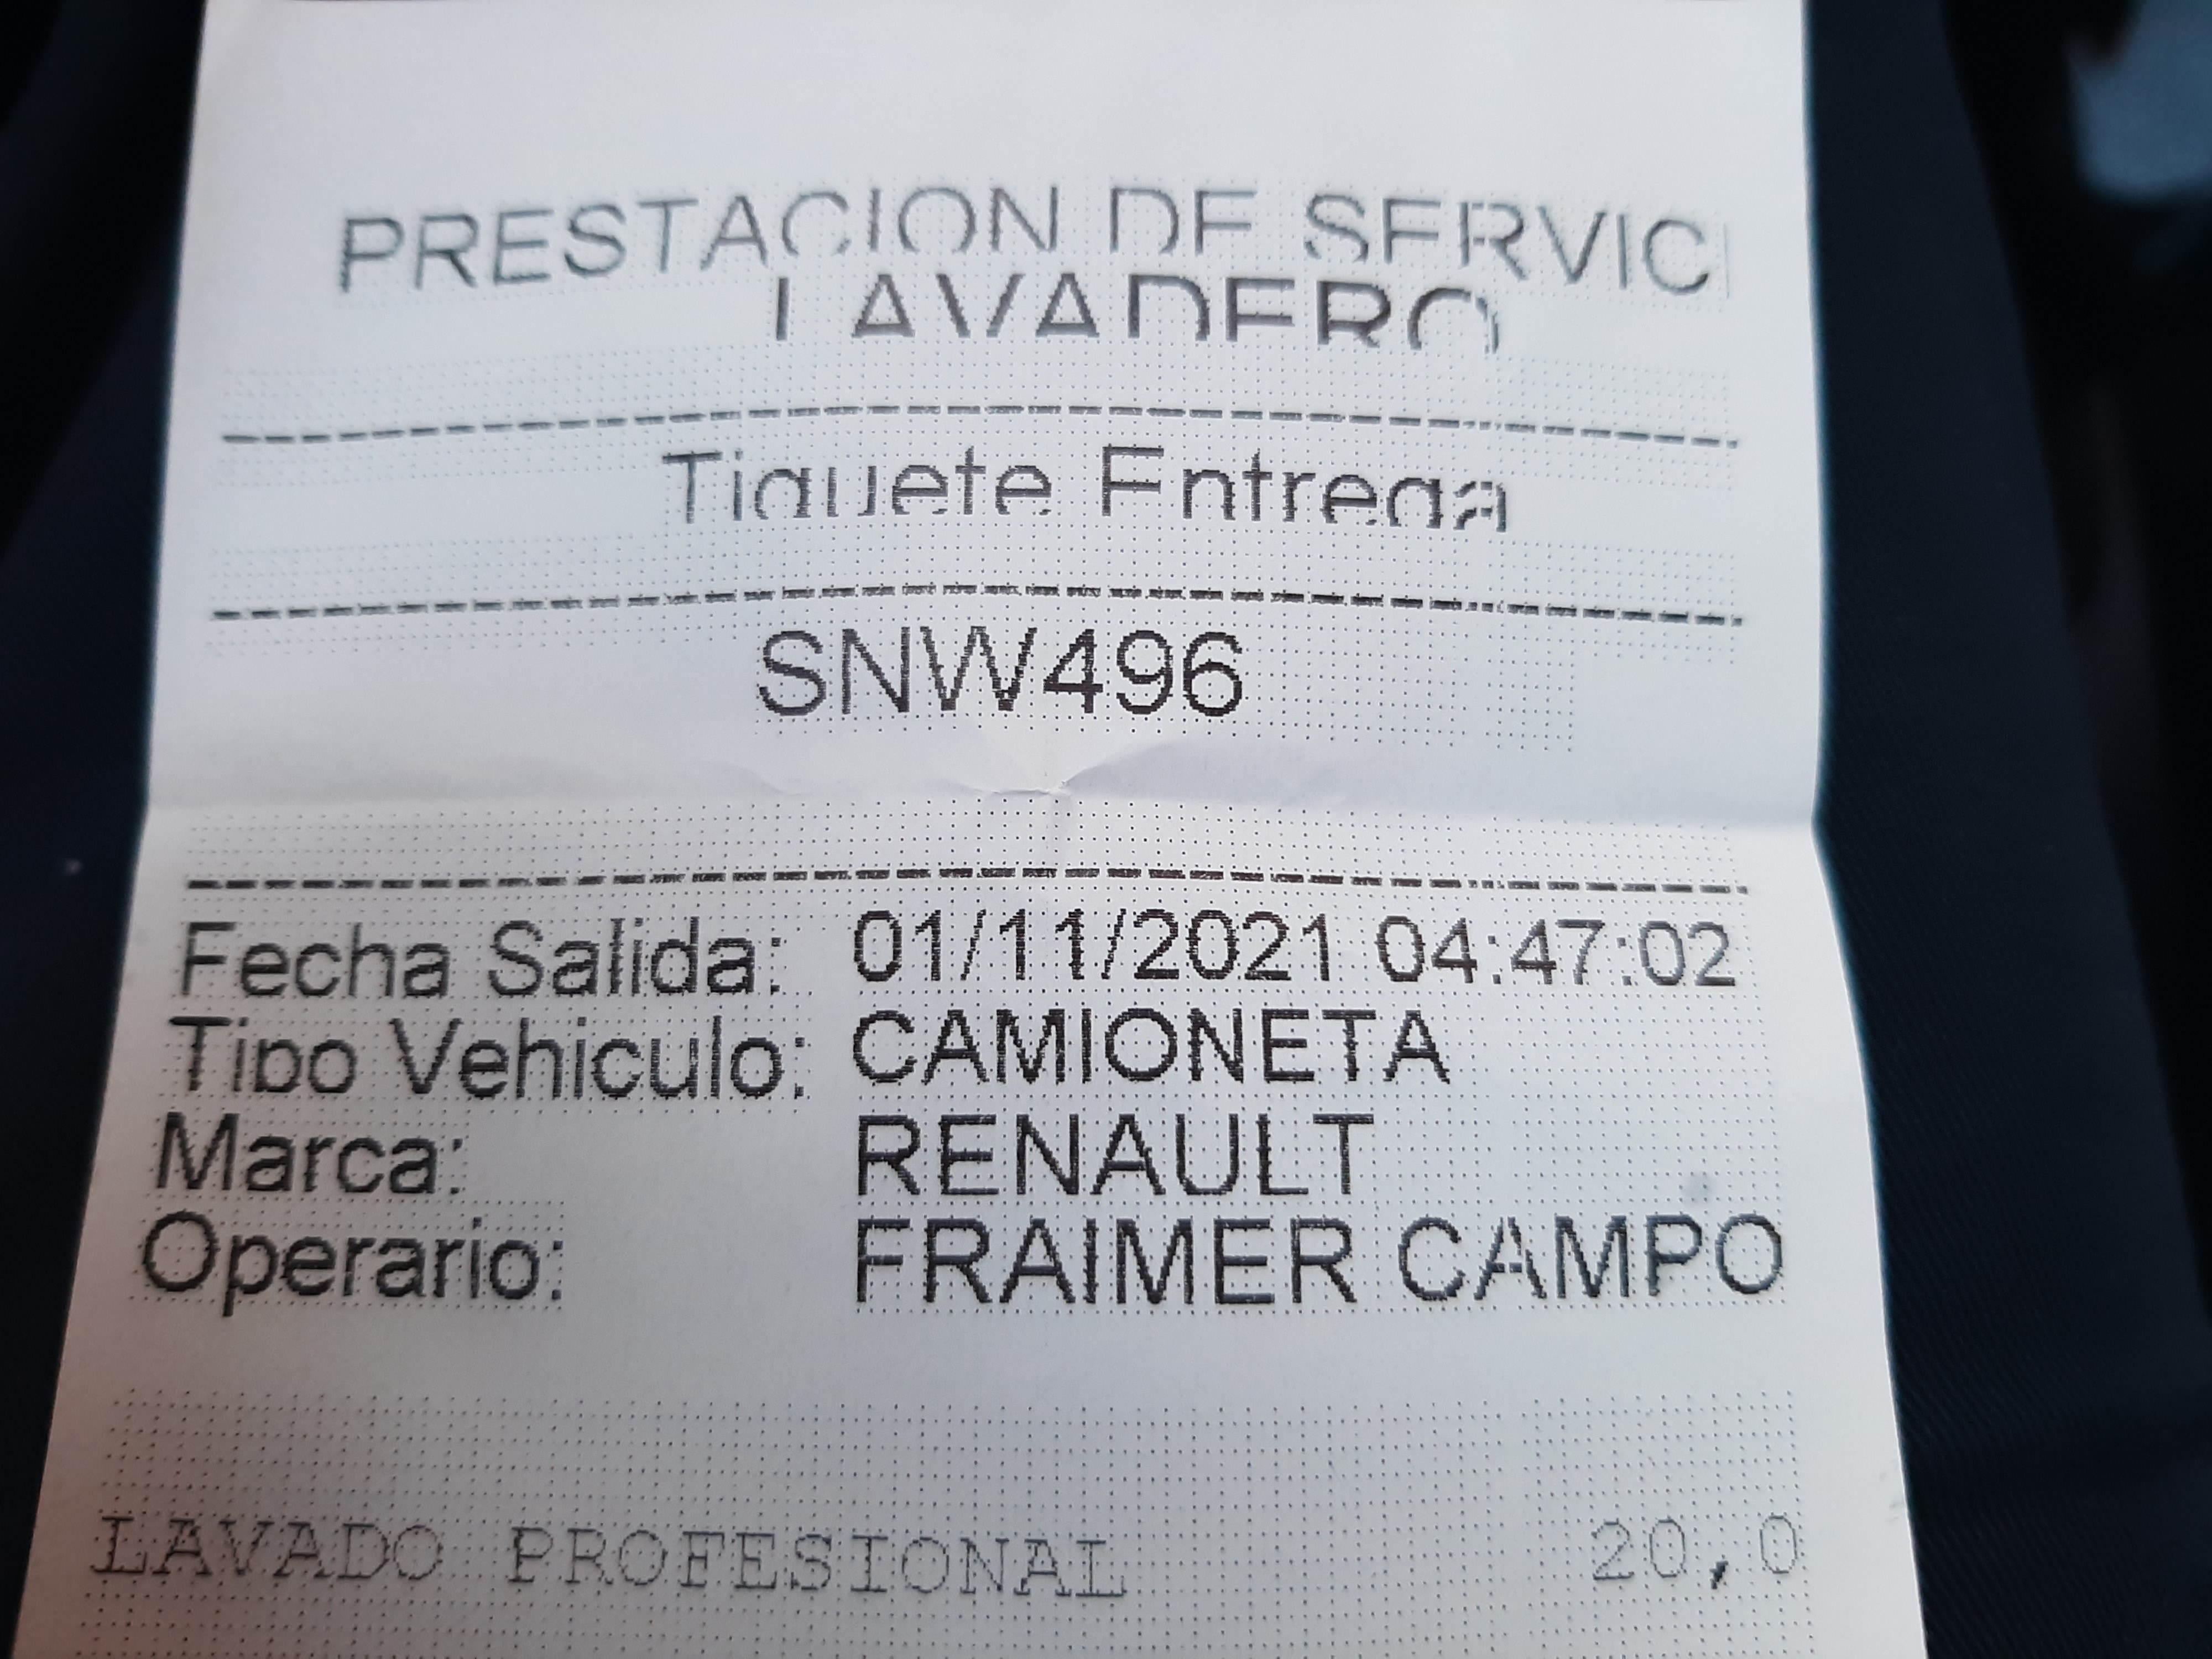 PRESTACION DE SERVICI
LAVADERO
Tiquete Entrega
SNW496
Fecha Salida: 01/11/2021 04:47:02
Tipo Vehiculo: CAMIONETA
Marca: RENAULT
Operario: FRAIMER CAMPO
LAVADO PROFESIONAL 20,0